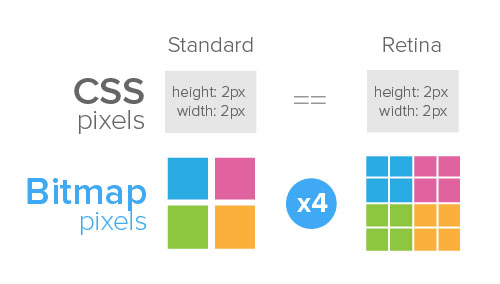 Standard
Retina
CSS
pixels
height: 2px
width: 2px
==
height: 2px
width: 2px
Bitmap
pixels
x4